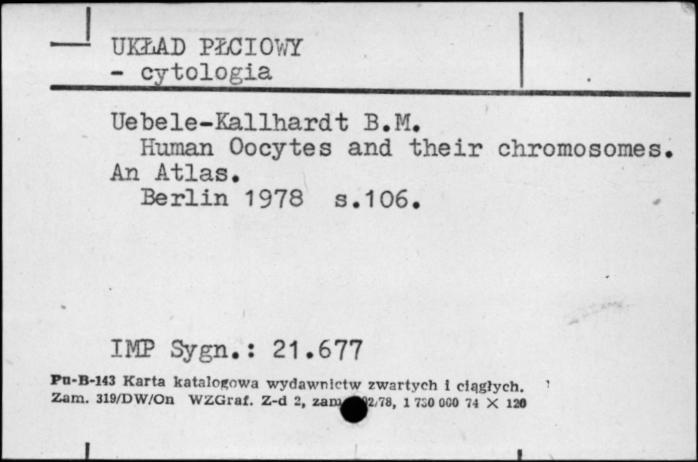 UKŁAD PŁCIOWY
- cytologia
Uebele-Kallhardt B.M.
Human Oocytes and their chromosomes.
An Atlas.
Berlin 1978 s.106.
IMP Sygn.: 21.677
Pu-B-143 Karta katalogowa wydawnictw zwartych i ciągłych.
Zam. 319/DW/On WZGraf. Z-d 2, zam. 2/78, 1 730 000 74 × 120